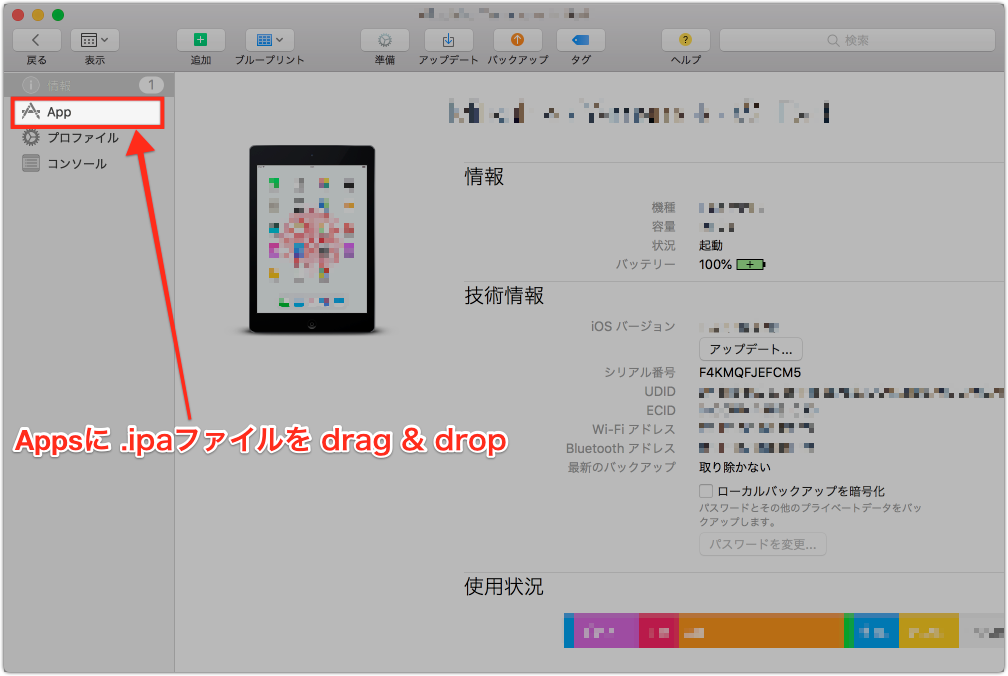 戻る
表示
追加
ブループリント
準備
アップデート
バックアップ
タグ
ヘルプ
検索
情報
1
App
プロファイル
コンソール
情報
機種
容量
状況 起動
バッテリー 100%
技術情報
iOS バージョン
アップデート...
シリアル番号 F4KMQFJEFCM5
UDID
ECID
Wi-Fi アドレス
Bluetooth アドレス
最新のバックアップ 取り除かない
ローカルバックアップを暗号化
パスワードとその他のプライベートデータをバッ
クアップします。
パスワードを変更...
使用状況
Appsに .ipaファイルを drag & drop